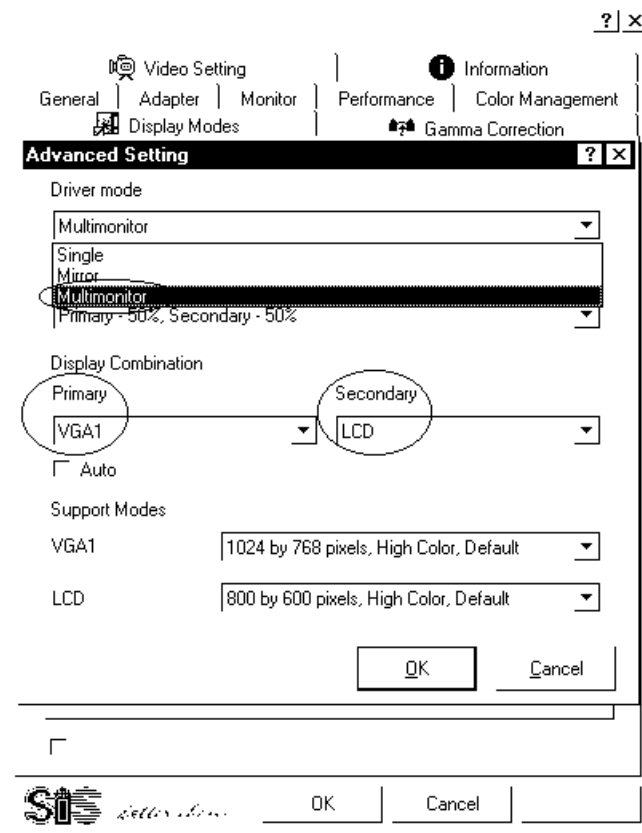 ? ×
Video Setting Information
General Adapter Monitor Performance Color Management
Display Modes Gamma Correction
Advanced Setting ? ×
Driver mode
Multimonitor
Single
Mirror
Multimonitor
Primary - 50%, Secondary - 50%
Display Combination
Primary Secondary
VGA1 LCD
Auto
Support Modes
VGA1 1024 by 768 pixels, High Color, Default
LCD 800 by 600 pixels, High Color, Default
OK Cancel
SiS OK Cancel